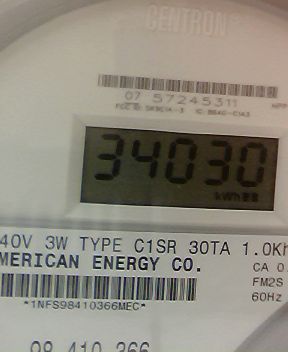 CENTRON®
07 57245311
34030
kWh
40V 3W TYPE C1SR 30TA 1.0Kh
MERICAN ENERGY CO.
CA 0.
FM2S
60Hz
*1NFS98410366MEC*
98 410 366